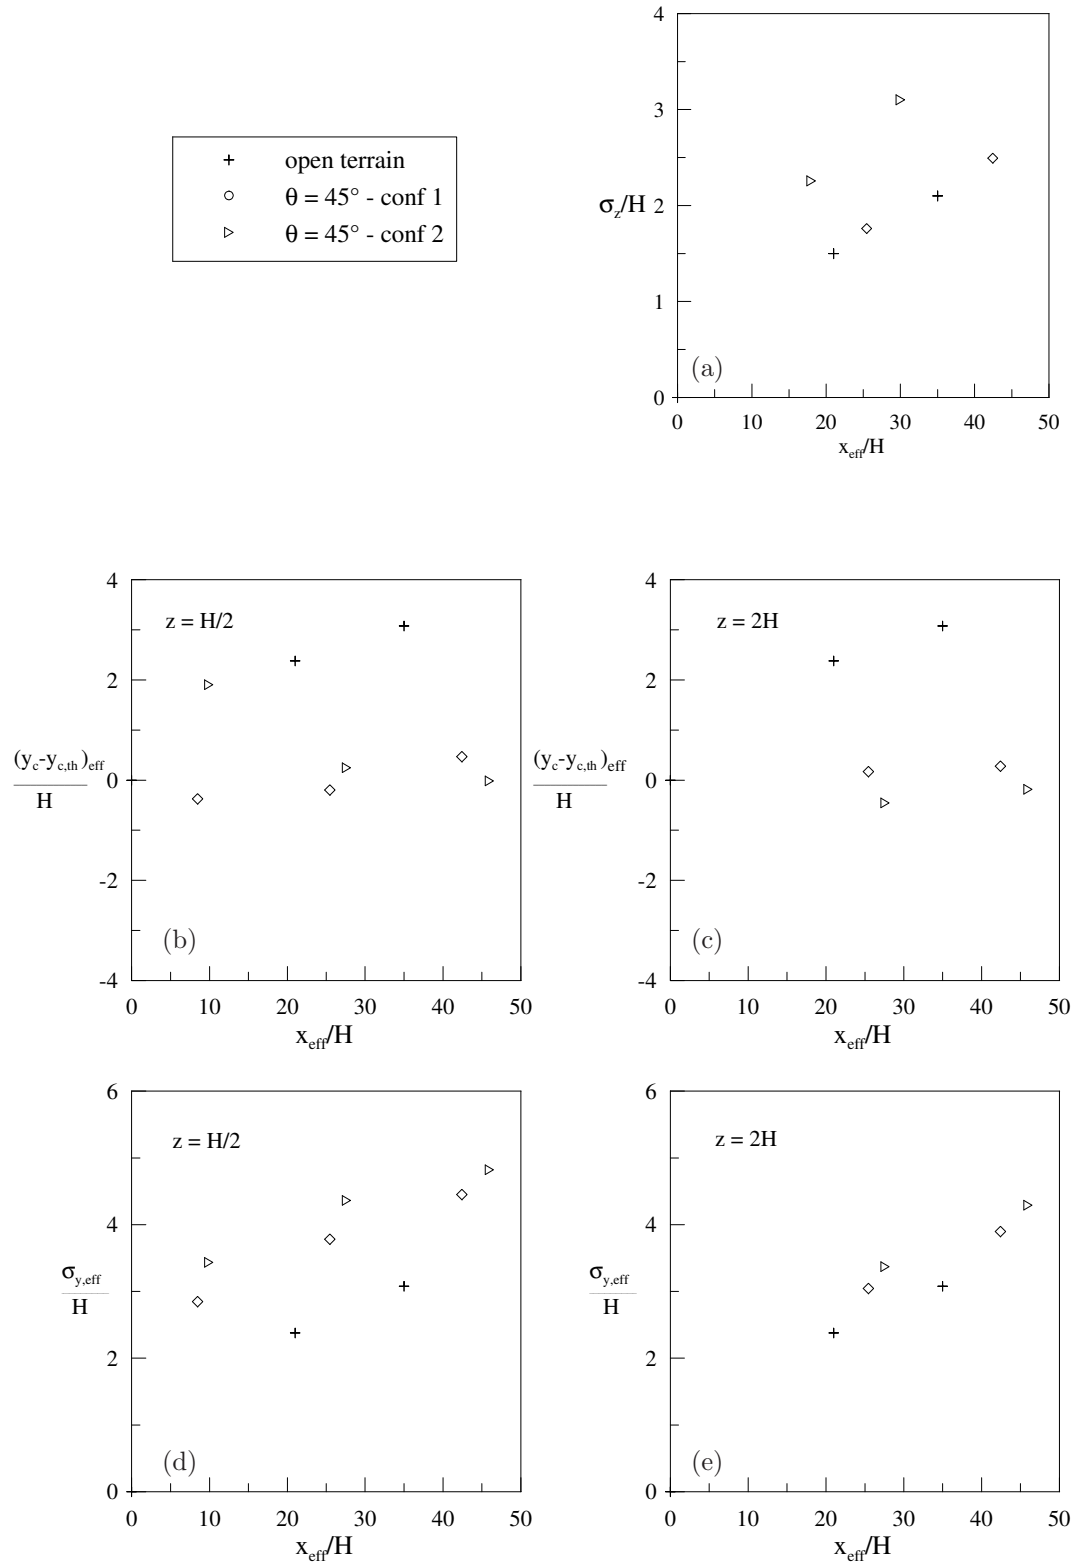 open terrain
θ = 45° - conf 1
θ = 45° - conf 2
4
3
σz/H
2
1
(a)
0
0 10 20 30 40 50
xeff/H
4
z = H/2
2
(yc-yc,th)eff
H
0
-2
(b)
-4
0 10 20 30 40 50
xeff/H
4
z = 2H
2
(yc-yc,th)eff
H
0
-2
(c)
-4
0 10 20 30 40 50
xeff/H
6
z = H/2
4
σy,eff
H
2
(d)
0
0 10 20 30 40 50
xeff/H
6
z = 2H
4
σy,eff
H
2
(e)
0
0 10 20 30 40 50
xeff/H